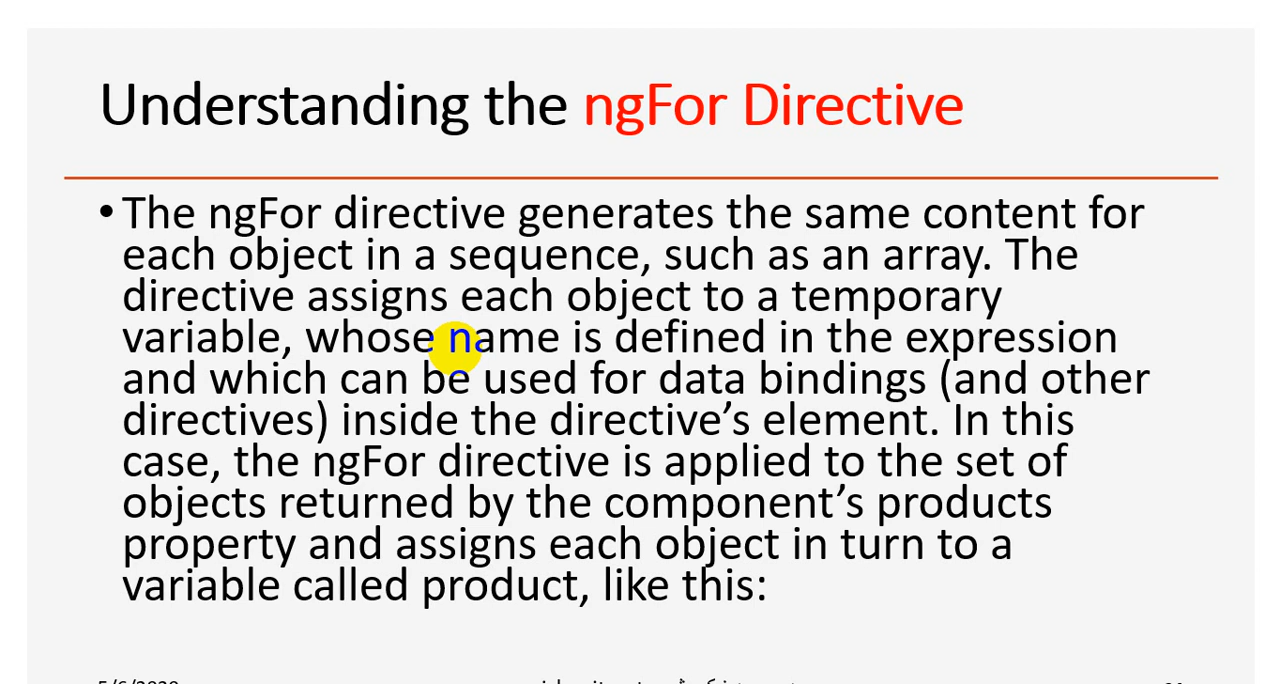 Understanding the ngFor Directive
• The ngFor directive generates the same content for
each object in a sequence, such as an array. The
directive assigns each object to a temporary
variable, whose name is defined in the expression
and which can be used for data bindings (and other
directives) inside the directive’s element. In this
case, the ngFor directive is applied to the set of
objects returned by the component’s products
property and assigns each object in turn to a
variable called product, like this: